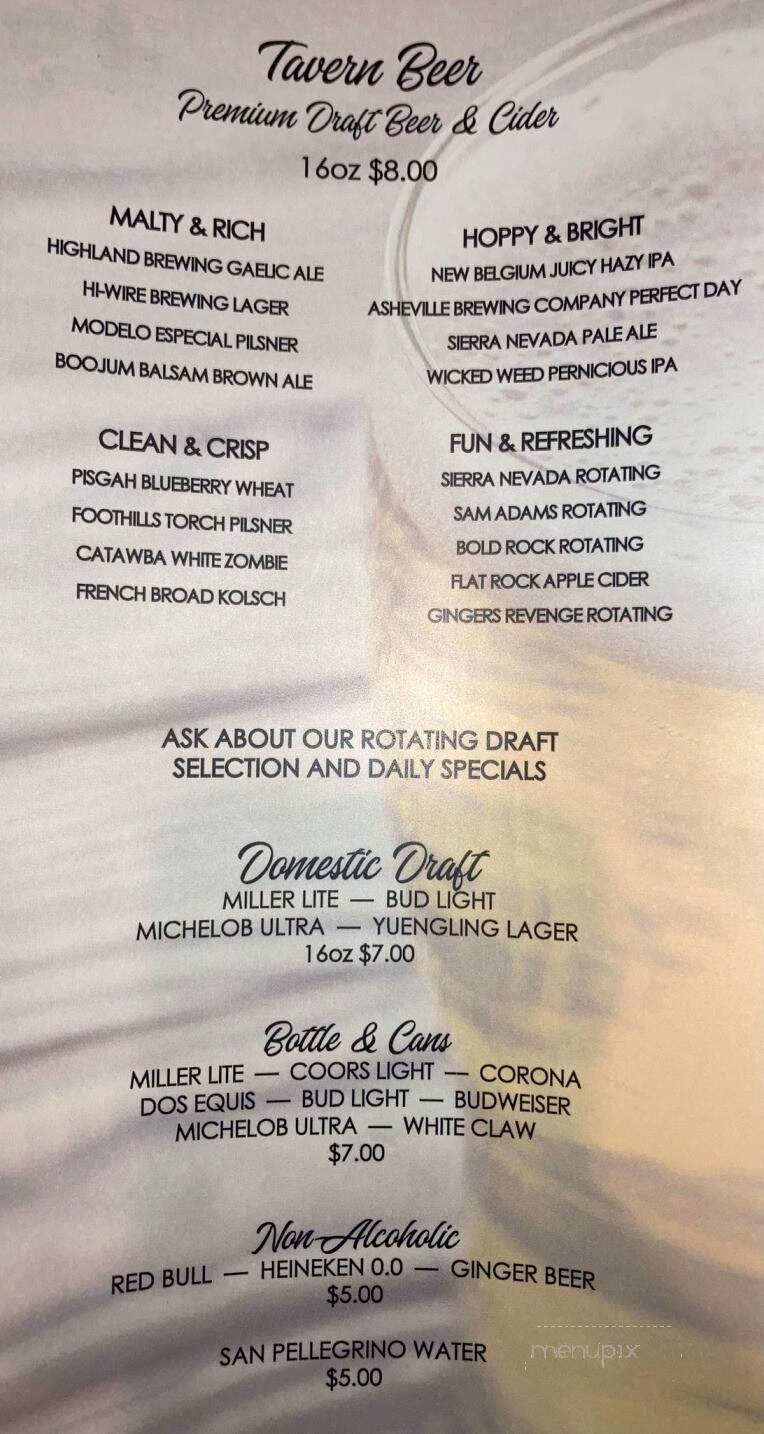 Tavern Beer
Premium Draft Beer & Cider
16oz $8.00
MALTY & RICH
HIGHLAND BREWING GAELIC ALE
HI-WIRE BREWING LAGER
MODELO ESPECIAL PILSNER
BOOJUM BALSAM BROWN ALE
HOPPY & BRIGHT
NEW BELGIUM JUICY HAZY IPA
ASHEVILLE BREWING COMPANY PERFECT DAY
SIERRA NEVADA PALE ALE
WICKED WEED PERNICIOUS IPA
CLEAN & CRISP
PISGAH BLUEBERRY WHEAT
FOOTHILLS TORCH PILSNER
CATAWBA WHITE ZOMBIE
FRENCH BROAD KOLSCH
FUN & REFRESHING
SIERRA NEVADA ROTATING
SAM ADAMS ROTATING
BOLD ROCK ROTATING
FLAT ROCK APPLE CIDER
GINGERS REVENGE ROTATING
ASK ABOUT OUR ROTATING DRAFT
SELECTION AND DAILY SPECIALS
Domestic Draft
MILLER LITE — BUD LIGHT
MICHELOB ULTRA — YUENGLING LAGER
16oz $7.00
Bottle & Cans
MILLER LITE — COORS LIGHT — CORONA
DOS EQUIS — BUD LIGHT — BUDWEISER
MICHELOB ULTRA — WHITE CLAW
$7.00
Non-Alcoholic
RED BULL — HEINEKEN 0.0 — GINGER BEER
$5.00
SAN PELLEGRINO WATER
$5.00
menupix